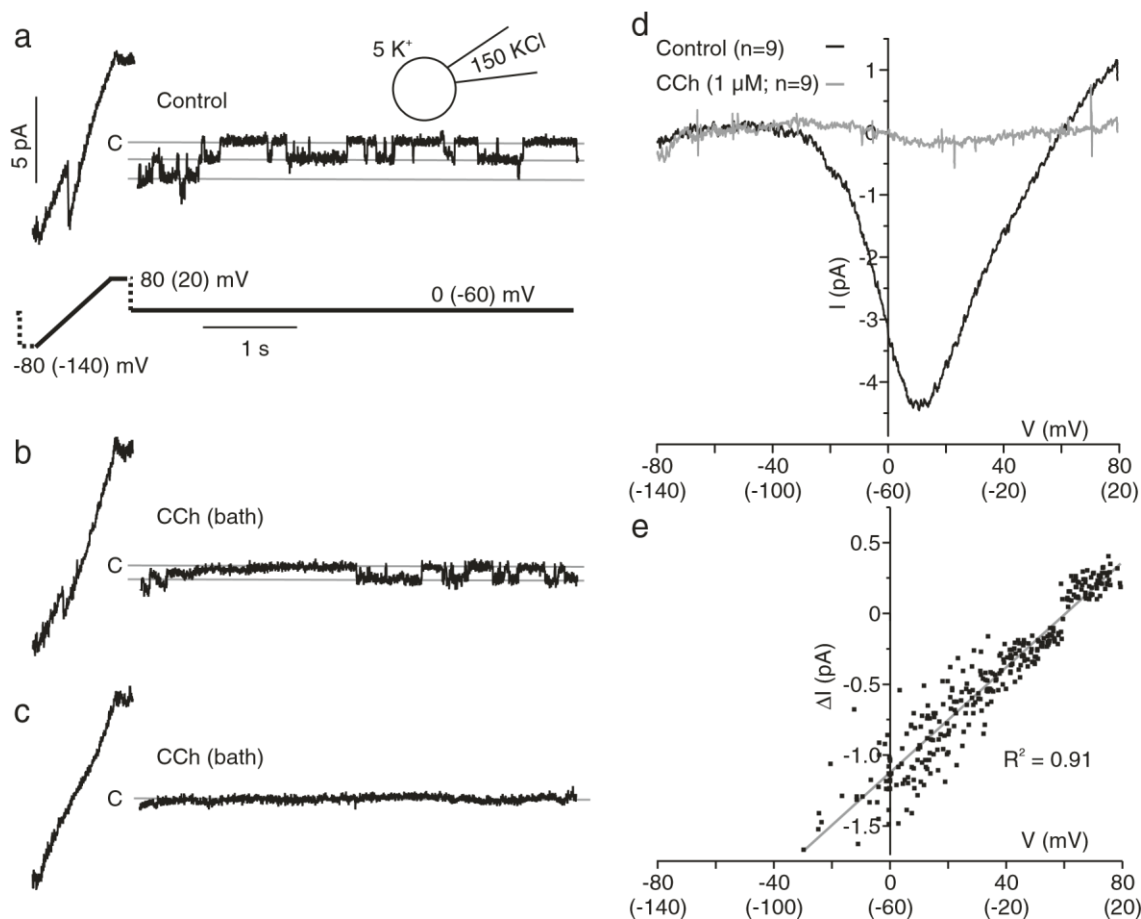 a
5 K⁺
150 KCl
Control
C
5 pA
80 (20) mV
0 (-60) mV
-80 (-140) mV
1 s
b
CCh (bath)
C
c
CCh (bath)
C
d
Control (n=9)
CCh (1 µM; n=9)
1
0
-1
-2
-3
-4
I (pA)
V (mV)
-80 -40 0 40 80
(-140) (-100) (-60) (-20) (20)
e
0.5
0
-0.5
-1.0
-1.5
ΔI (pA)
R² = 0.91
V (mV)
-80 -40 0 40 80
(-140) (-100) (-60) (-20) (20)